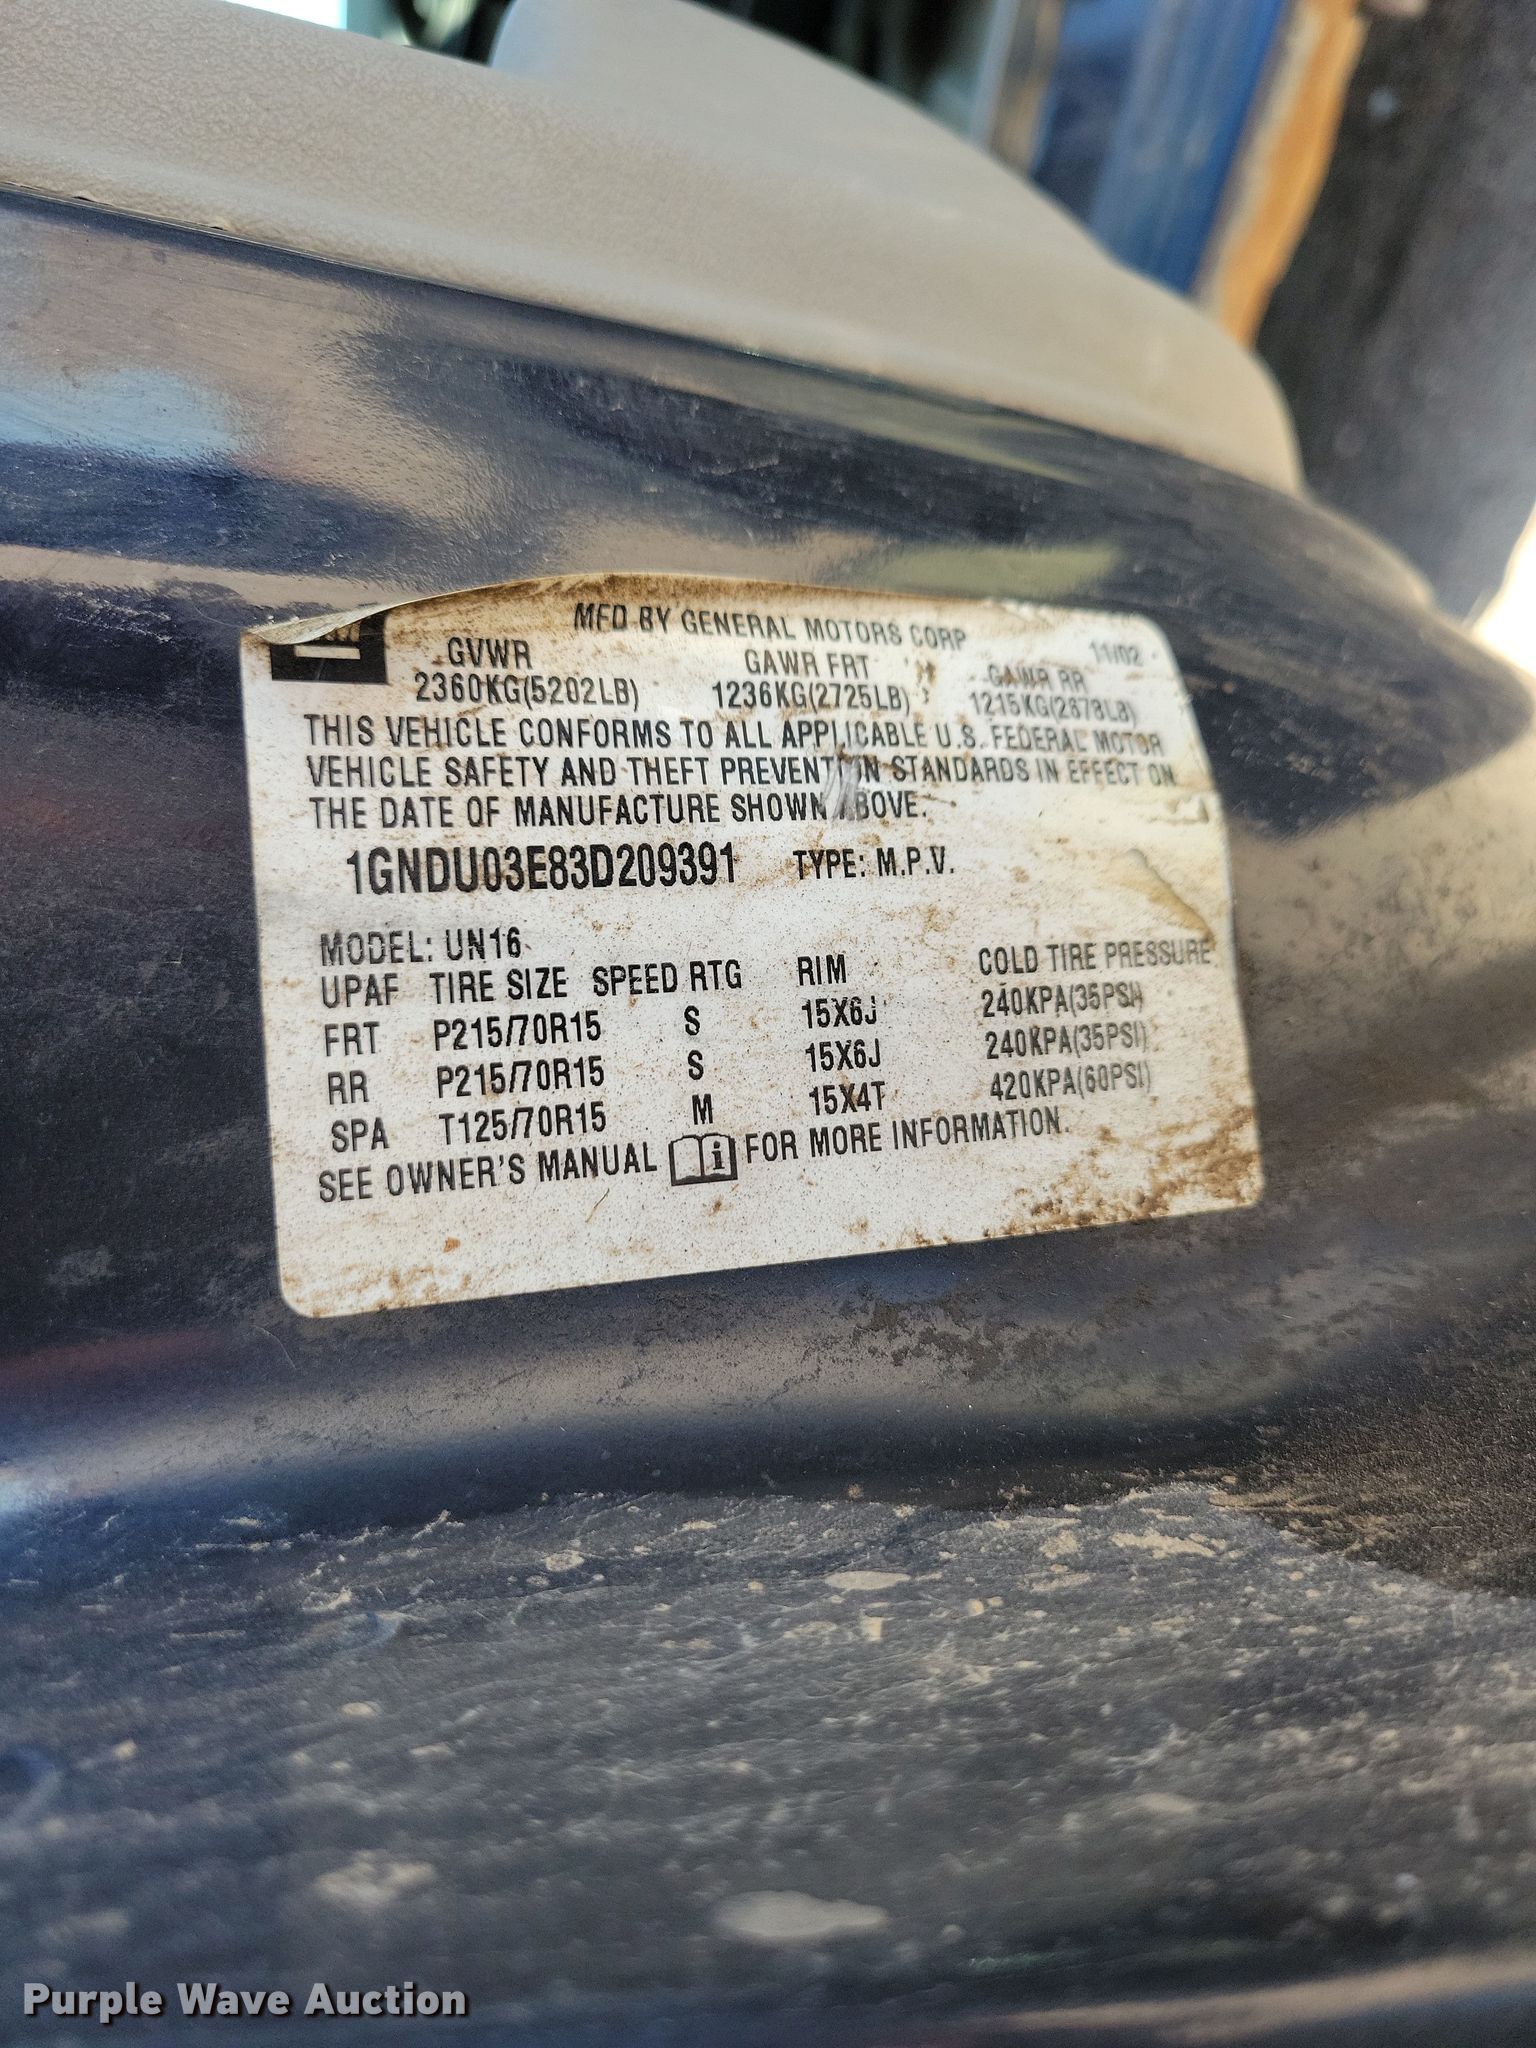 MFD BY GENERAL MOTORS CORP
11/02
GVWR GAWR FRT GAWR RR
2360KG(5202LB) 1236KG(2725LB) 1215KG(2678LB)
THIS VEHICLE CONFORMS TO ALL APPLICABLE U.S. FEDERAL MOTOR
VEHICLE SAFETY AND THEFT PREVENTION STANDARDS IN EFFECT ON
THE DATE OF MANUFACTURE SHOWN ABOVE.
1GNDU03E83D209391 TYPE: M.P.V.
MODEL: UN16
UPAF TIRE SIZE SPEED RTG RIM COLD TIRE PRESSURE
FRT P215/70R15 S 15X6J 240KPA(35PSI)
RR P215/70R15 S 15X6J 240KPA(35PSI)
SPA T125/70R15 M 15X4T 420KPA(60PSI)
SEE OWNER'S MANUAL i FOR MORE INFORMATION.
Purple Wave Auction